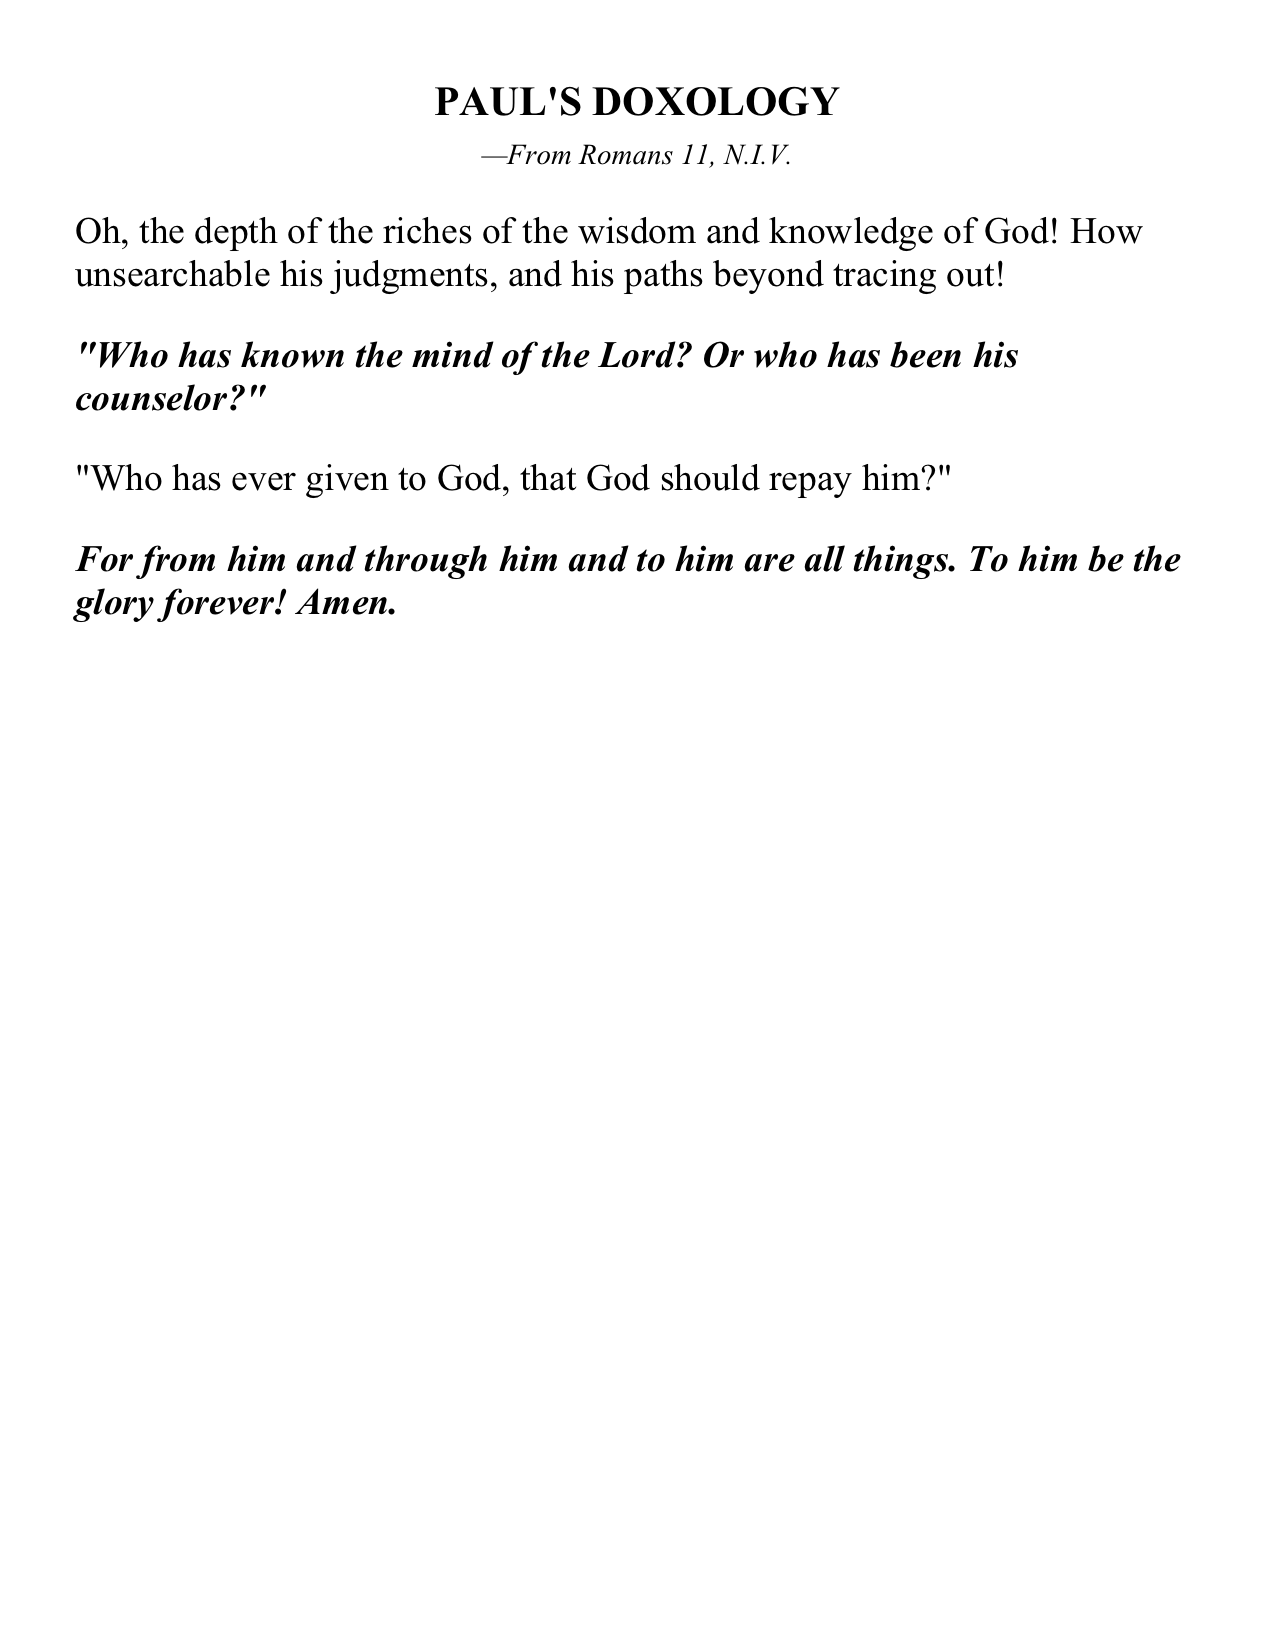 PAUL'S DOXOLOGY
—From Romans 11, N.I.V.
Oh, the depth of the riches of the wisdom and knowledge of God! How
unsearchable his judgments, and his paths beyond tracing out!
"Who has known the mind of the Lord? Or who has been his
counselor?"
"Who has ever given to God, that God should repay him?"
For from him and through him and to him are all things. To him be the
glory forever! Amen.